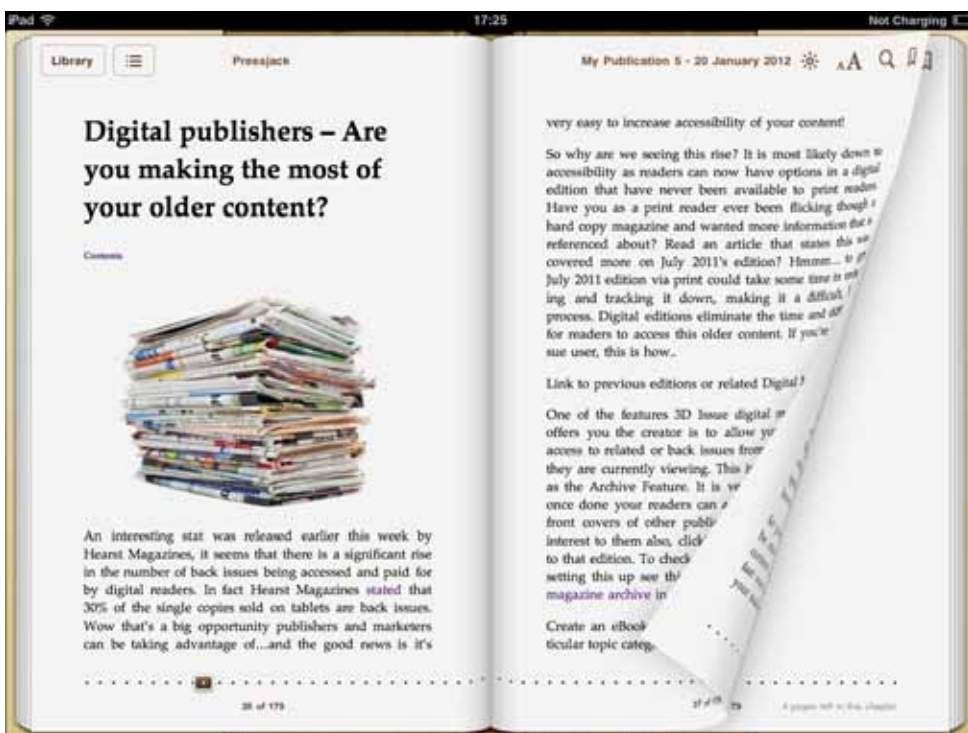 iPad 17:25 Not Charging
Library Pressjack My Publication 5 - 20 January 2012 AA
Digital publishers – Are
you making the most of
your older content?
Contents
An interesting stat was released earlier this week by
Hearst Magazines, it seems that there is a significant rise
in the number of back issues being accessed and paid for
by digital readers. In fact Hearst Magazines stated that
30% of the single copies sold on tablets are back issues.
Wow that's a big opportunity publishers and marketers
can be taking advantage of...and the good news is it's
very easy to increase accessibility of your content!
So why are we seeing this rise? It is most likely down to
accessibility as readers can now have options in a digital
edition that have never been available to print readers.
Have you as a print reader ever been flicking though a
hard copy magazine and wanted more information that is
referenced about? Read an article that states this was
covered more on July 2011's edition? Hmmm... to
July 2011 edition via print could take some time in
ing and tracking it down, making it a difficult,
process. Digital editions eliminate the time and
for readers to access this older content. If you're
sue user, this is how..
Link to previous editions or related Digital
One of the features 3D Issue digital
offers you the creator is to allow
access to related or back issues from
they are currently viewing. This
as the Archive Feature. It is
once done your readers can
front covers of other
interest to them also,
to that edition. To check
setting this up see
magazine archive in
Create an eBook
ticular topic
36 of 179
37 of 179
4 pages left in this chapter